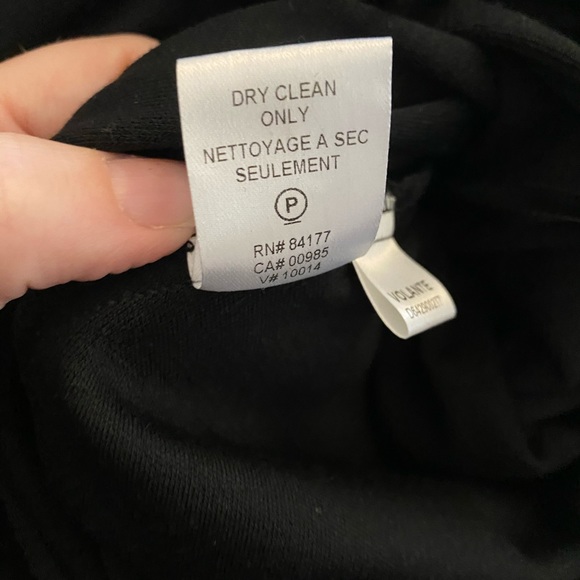 DRY CLEAN
ONLY
NETTOYAGE A SEC
SEULEMENT
P
RN# 84177
CA# 00985
V# 10014
VOLANTE